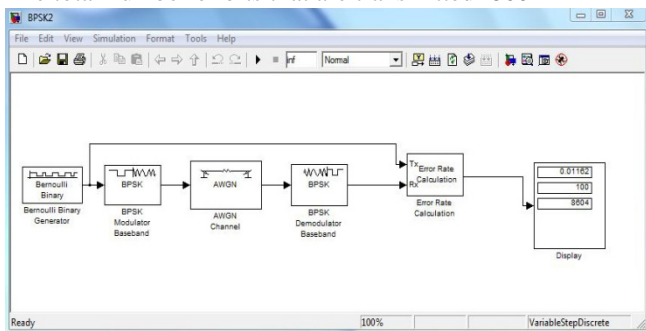 BPSK2
File Edit View Simulation Format Tools Help
inf Normal
Bernoulli
Binary
Bernoulli Binary
Generator
BPSK
BPSK
Modulator
Baseband
AWGN
AWGN
Channel
BPSK
BPSK
Demodulator
Baseband
Tx
Rx
Error Rate
Calculation
Error Rate
Calculation
0.01162
100
8604
Display
Ready 100% VariableStepDiscrete